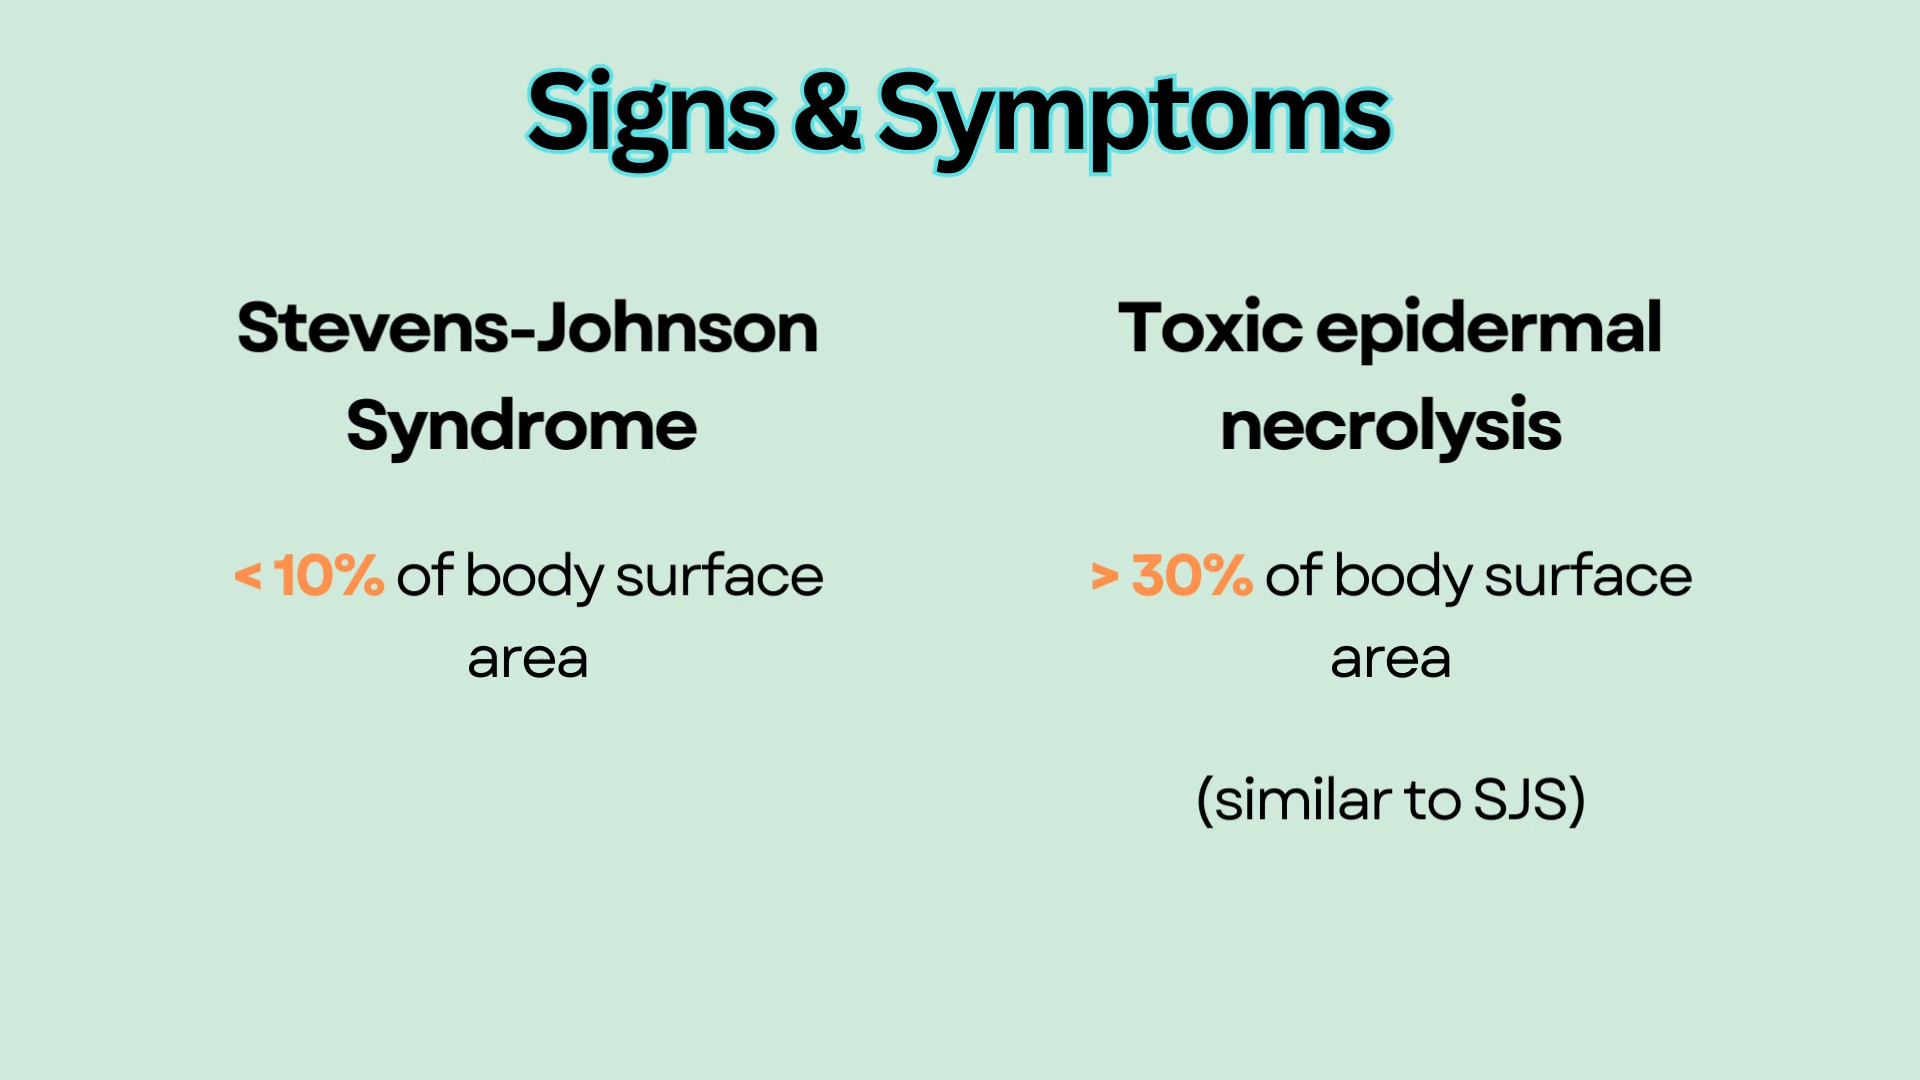 Signs & Symptoms
Stevens-Johnson
Syndrome
< 10% of body surface
area
Toxic epidermal
necrolysis
> 30% of body surface
area
(similar to SJS)